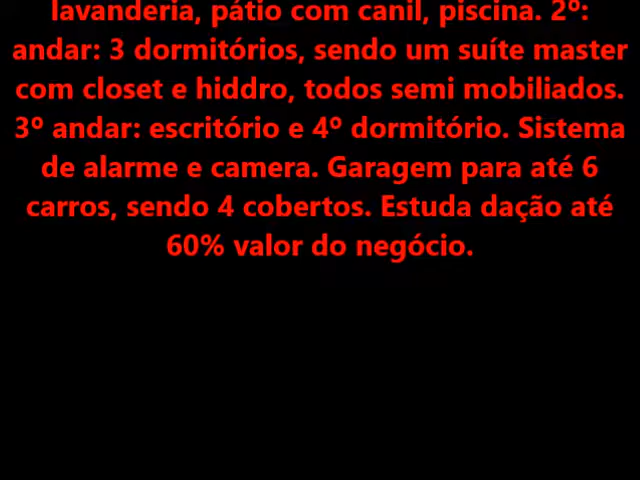 lavanderia, pátio com canil, piscina. 2º:
andar: 3 dormitórios, sendo um suíte master
com closet e hiddro, todos semi mobiliados.
3º andar: escritório e 4º dormitório. Sistema
de alarme e camera. Garagem para até 6
carros, sendo 4 cobertos. Estuda dação até
60% valor do negócio.